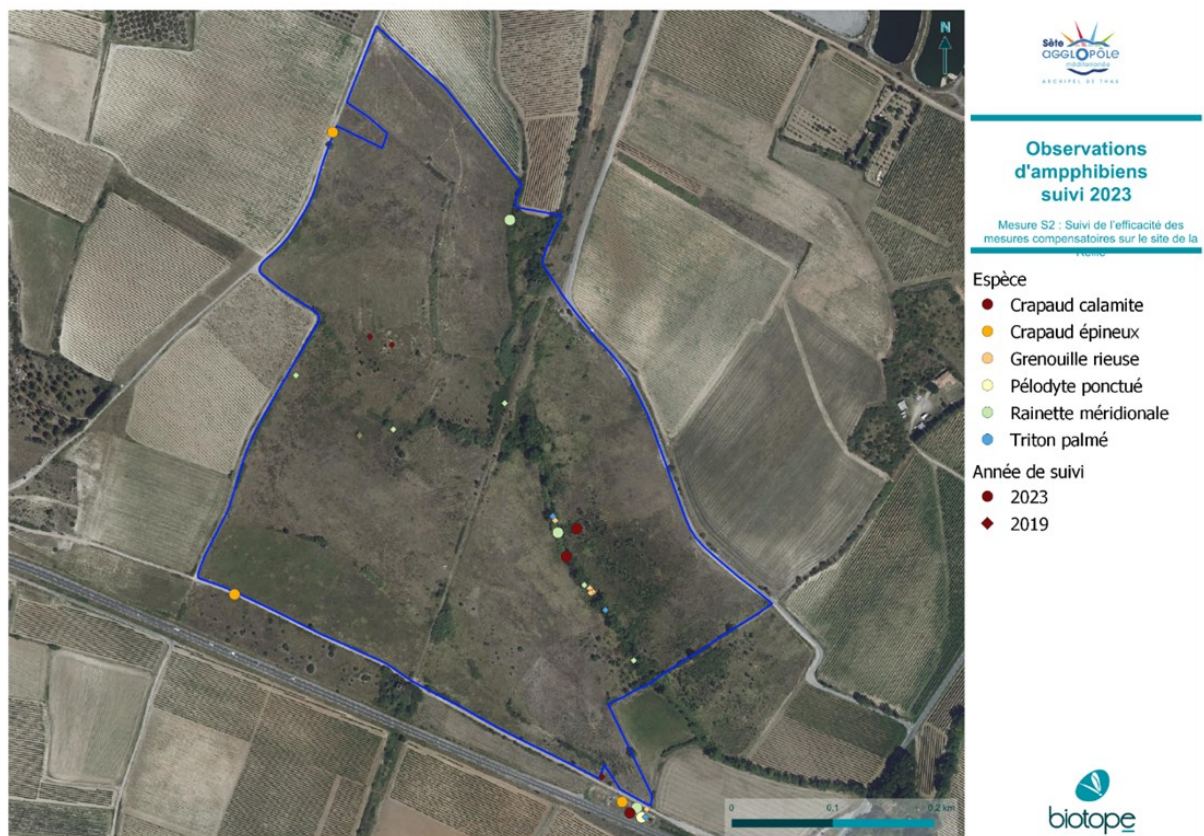 N
Sète
AGGLOPÔLE
méditerranée
ARCHIPEL DE THAU
Observations
d'ampphibiens
suivi 2023
Mesure S2 : Suivi de l'efficacité des
mesures compensatoires sur le site de la
Espèce
Crapaud calamite
Crapaud épineux
Grenouille rieuse
Pélodyte ponctué
Rainette méridionale
Triton palmé
Année de suivi
2023
2019
0 0,1 0,2 km
biotope